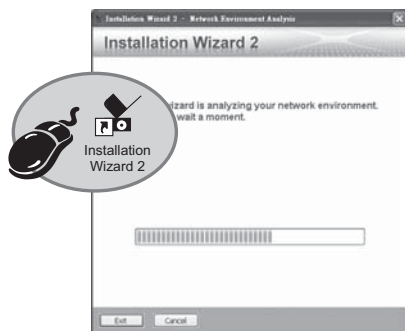 Installation Wizard 2 - Network Environment Analysis
Installation Wizard 2
izard is analyzing your network environment.
wait a moment.
Installation
Wizard 2
Exit Cancel